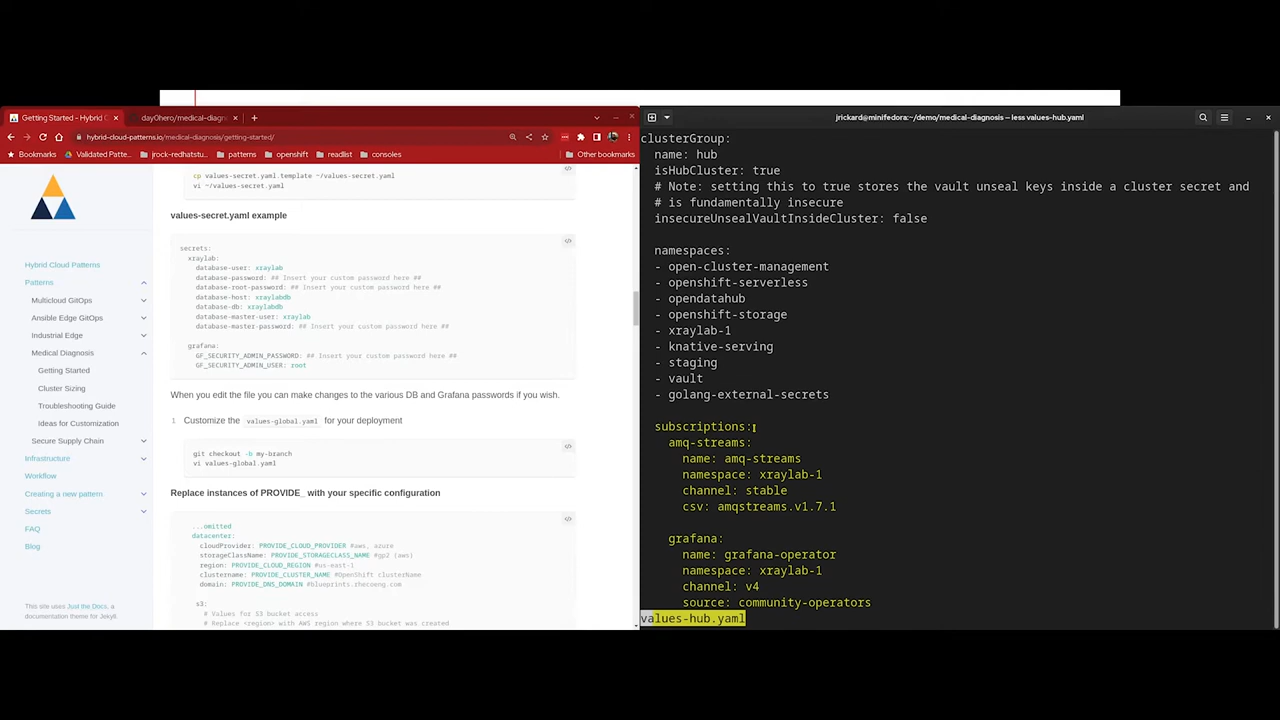 Getting Started - Hybrid C
day0hero/medical-diagn
hybrid-cloud-patterns.io/medical-diagnosis/getting-started/
Bookmarks
Validated Patte...
jrock-redhatstu...
patterns
openshift
readlist
consoles
Other bookmarks
Hybrid Cloud Patterns
Patterns
Multicloud GitOps
Ansible Edge GitOps
Industrial Edge
Medical Diagnosis
Getting Started
Cluster Sizing
Troubleshooting Guide
Ideas for Customization
Secure Supply Chain
Infrastructure
Workflow
Creating a new pattern
Secrets
FAQ
Blog
This site uses Just the Docs, a
documentation theme for Jekyll.
cp values-secret.yaml.template ~/values-secret.yaml
vi ~/values-secret.yaml
values-secret.yaml example
secrets:
xraylab:
database-user: xraylab
database-password: ## Insert your custom password here ##
database-root-password: ## Insert your custom password here ##
database-host: xraylabdb
database-db: xraylabdb
database-master-user: xraylab
database-master-password: ## Insert your custom password here ##
grafana:
GF_SECURITY_ADMIN_PASSWORD: ## Insert your custom password here ##
GF_SECURITY_ADMIN_USER: root
When you edit the file you can make changes to the various DB and Grafana passwords if you wish.
1 Customize the values-global.yaml for your deployment
git checkout -b my-branch
vi values-global.yaml
Replace instances of PROVIDE_ with your specific configuration
...omitted
datacenter:
cloudProvider: PROVIDE_CLOUD_PROVIDER #aws, azure
storageClassName: PROVIDE_STORAGECLASS_NAME #gp2 (aws)
region: PROVIDE_CLOUD_REGION #us-east-1
clustername: PROVIDE_CLUSTER_NAME #OpenShift clusterName
domain: PROVIDE_DNS_DOMAIN #blueprints.rhecoeng.com
s3:
# Values for S3 bucket access
# Replace <region> with AWS region where S3 bucket was created
jrickard@minifedora:~/demo/medical-diagnosis — less values-hub.yaml
clusterGroup:
name: hub
isHubCluster: true
# Note: setting this to true stores the vault unseal keys inside a cluster secret and
# is fundamentally insecure
insecureUnsealVaultInsideCluster: false
namespaces:
- open-cluster-management
- openshift-serverless
- opendatahub
- openshift-storage
- xraylab-1
- knative-serving
- staging
- vault
- golang-external-secrets
subscriptions:
amq-streams:
name: amq-streams
namespace: xraylab-1
channel: stable
csv: amqstreams.v1.7.1
grafana:
name: grafana-operator
namespace: xraylab-1
channel: v4
source: community-operators
values-hub.yaml